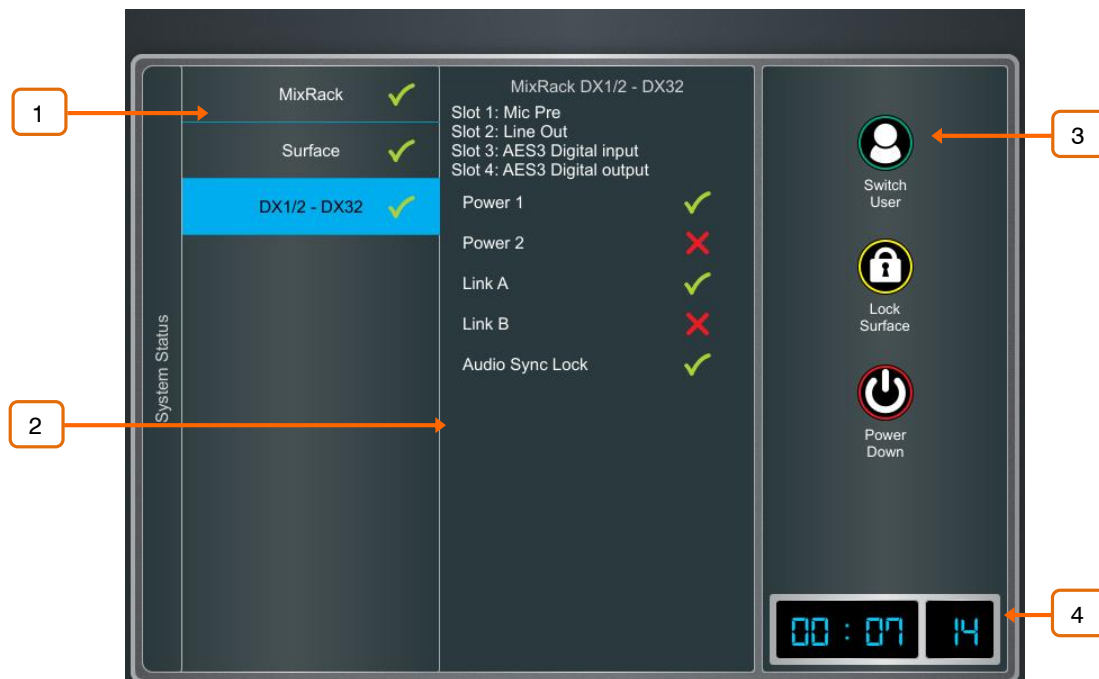 1
MixRack
Surface
DX1/2 - DX32
System Status
2
MixRack DX1/2 - DX32
Slot 1: Mic Pre
Slot 2: Line Out
Slot 3: AES3 Digital input
Slot 4: AES3 Digital output
Power 1
Power 2
Link A
Link B
Audio Sync Lock
3
Switch
User
Lock
Surface
Power
Down
00 : 07 14
4